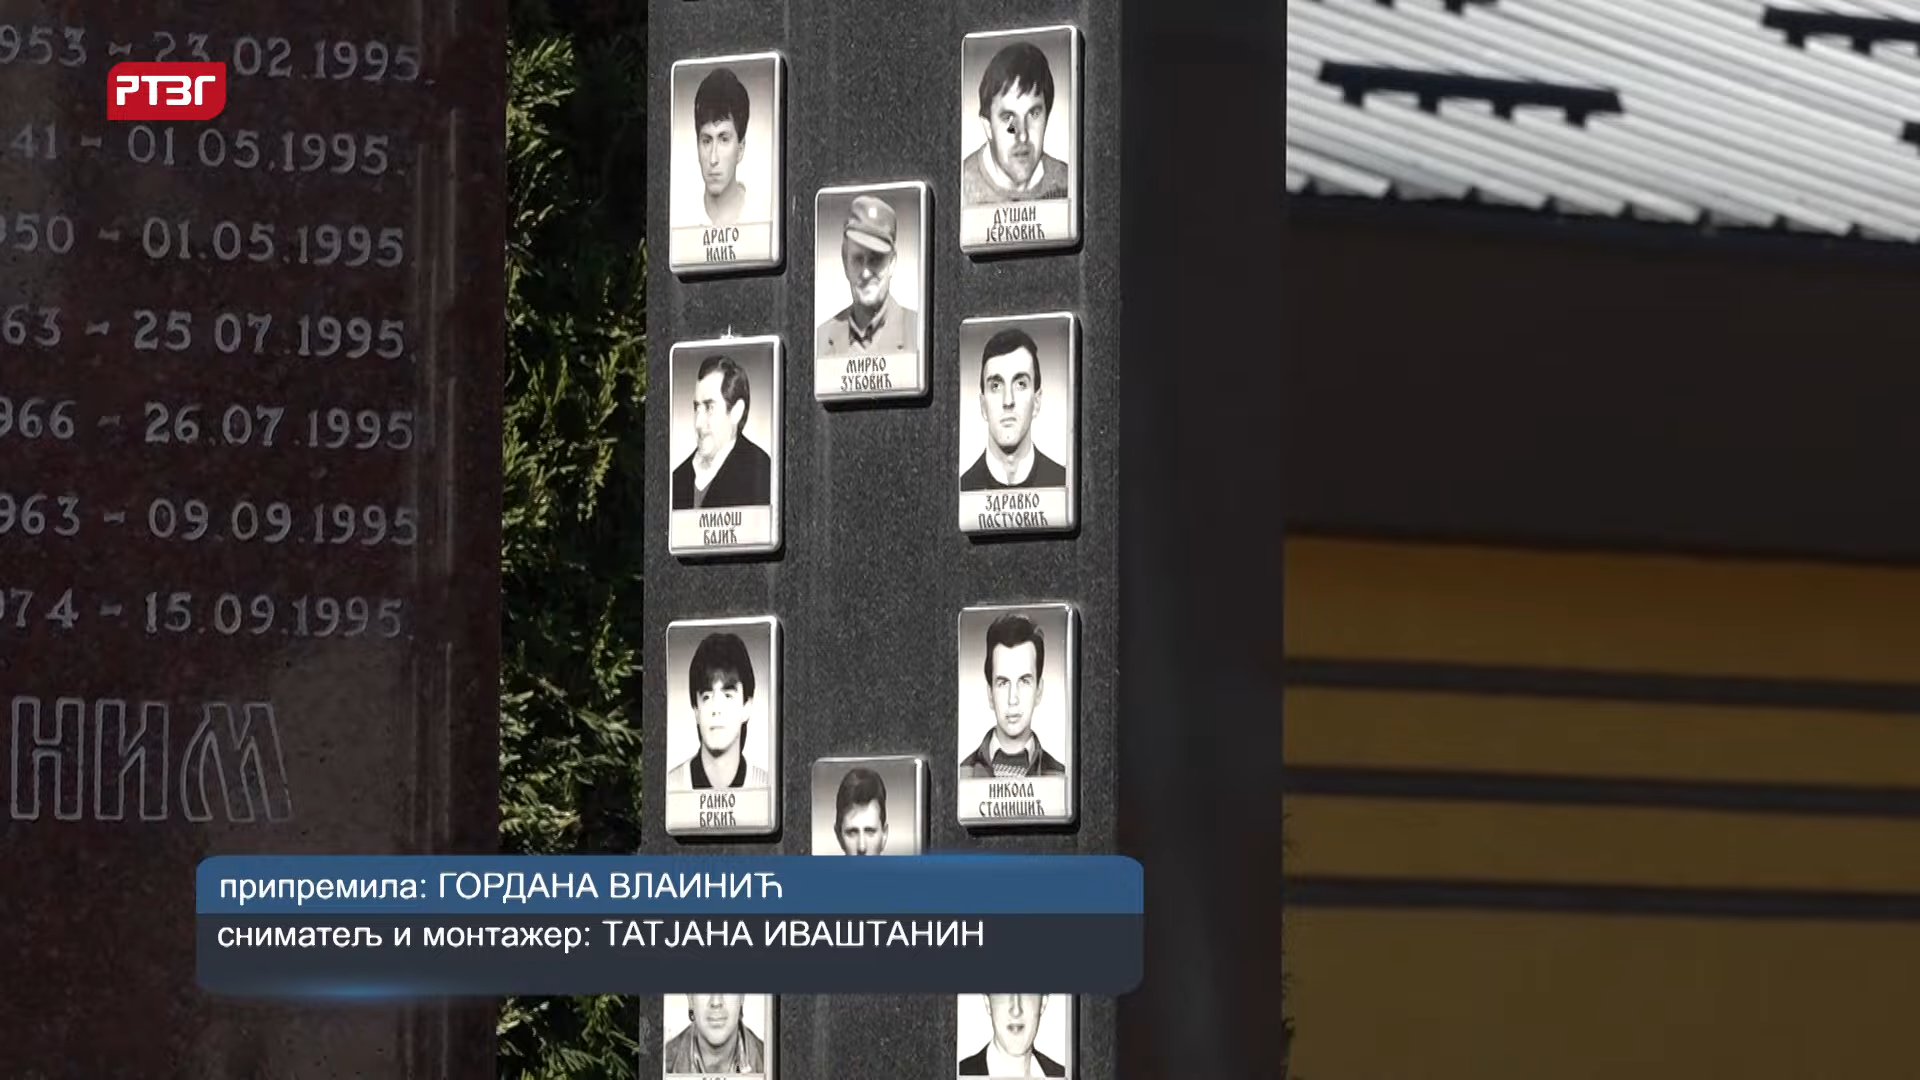 953 - 23.02.1995.
РТВГ
41 - 01.05.1995.
950 - 01.05.1995.
63 - 25.07.1995.
966 - 26.07.1995
963 - 09.09.1995
974 - 15.09.1995.
НИМ
ДРАГО
ИЛИЋ
ДУШАН
ЈЕРКОВИЋ
МИРКО
ЗУБОВИЋ
МИЛОШ
БАЈИЋ
ЗДРАВКО
ПАСТУОВИЋ
РАНКО
БРКИЋ
НИКОЛА
СТАНИШИЋ
припремила: ГОРДАНА ВЛАИНИЋ
сниматељ и монтажер: ТАТЈАНА ИВАШТАНИН